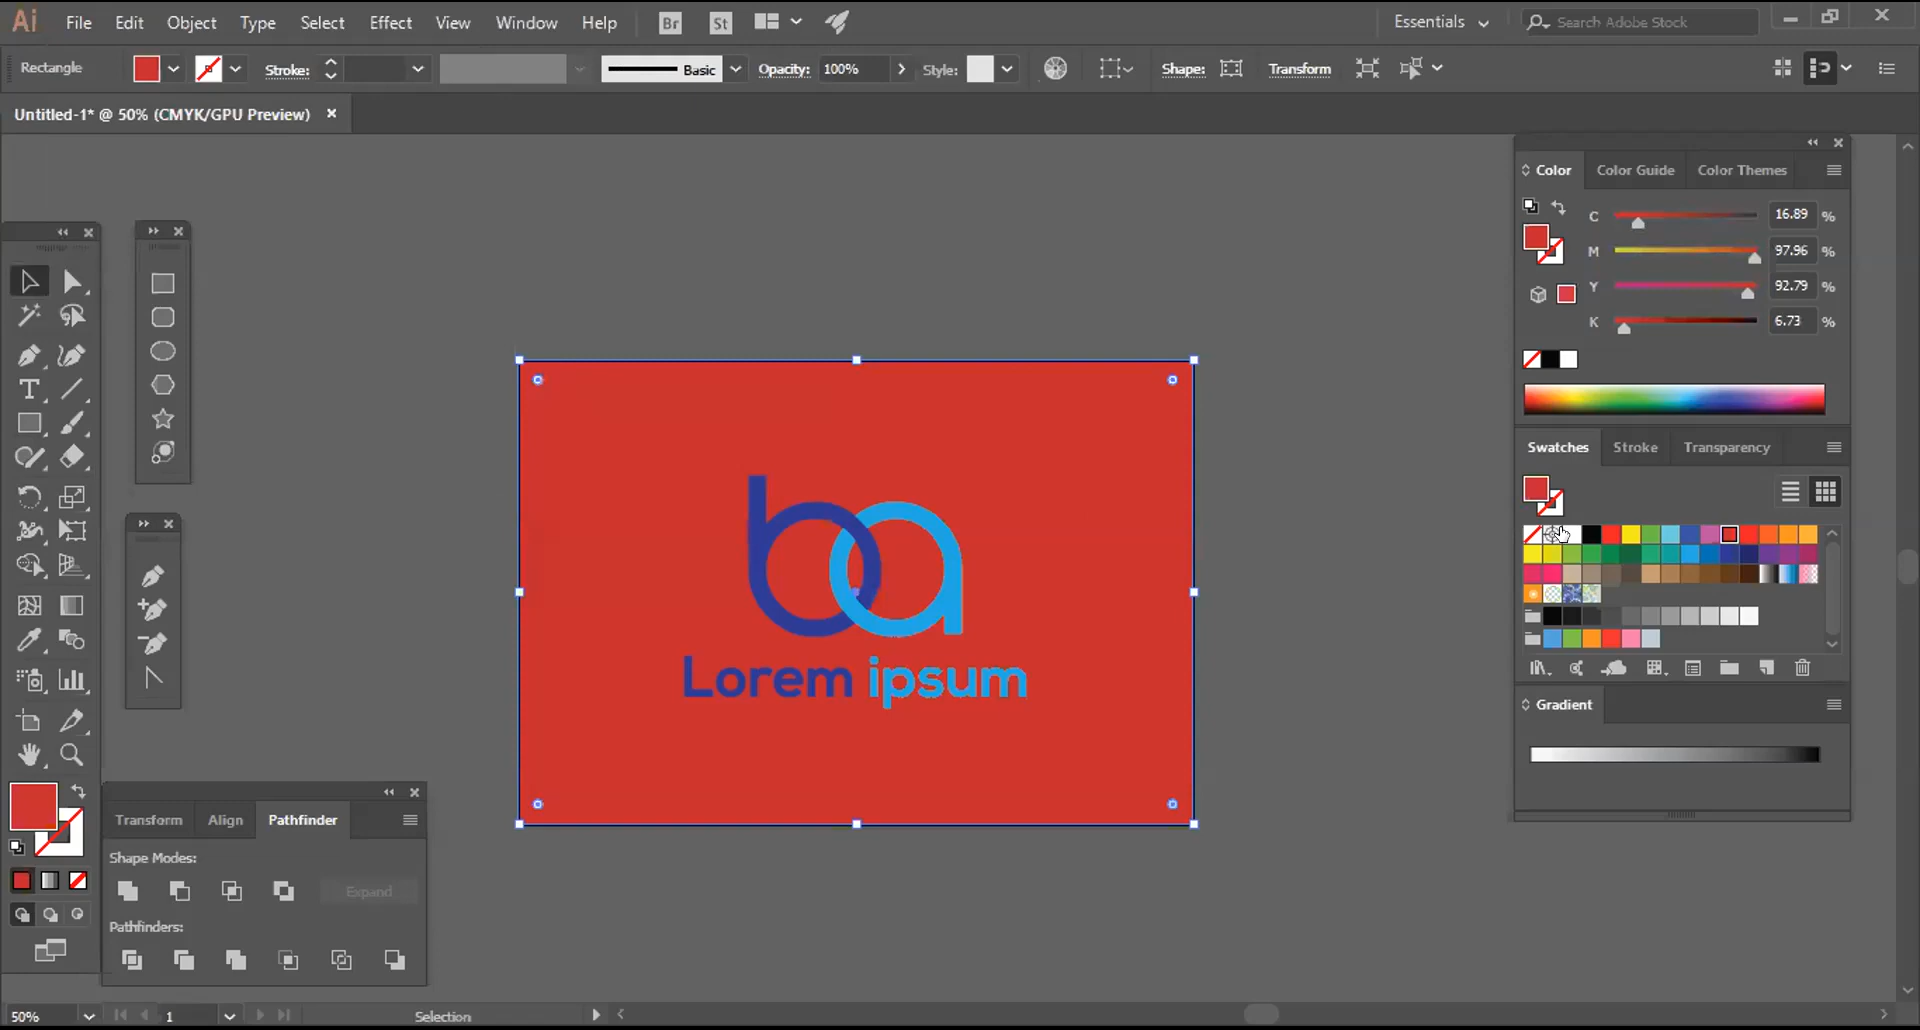 Ai File Edit Object Type Select Effect View Window Help Br St Essentials Search Adobe Stock
Rectangle Stroke: Basic Opacity: 100% Style: Shape: Transform
Untitled-1* @ 50% (CMYK/GPU Preview)
Color Color Guide Color Themes
C 16.89 %
M 97.96 %
Y 92.79 %
K 6.73 %
Swatches Stroke Transparency
ba
Lorem ipsum
Gradient
Transform Align Pathfinder
Shape Modes:
Expand
Pathfinders:
50% 1 Selection